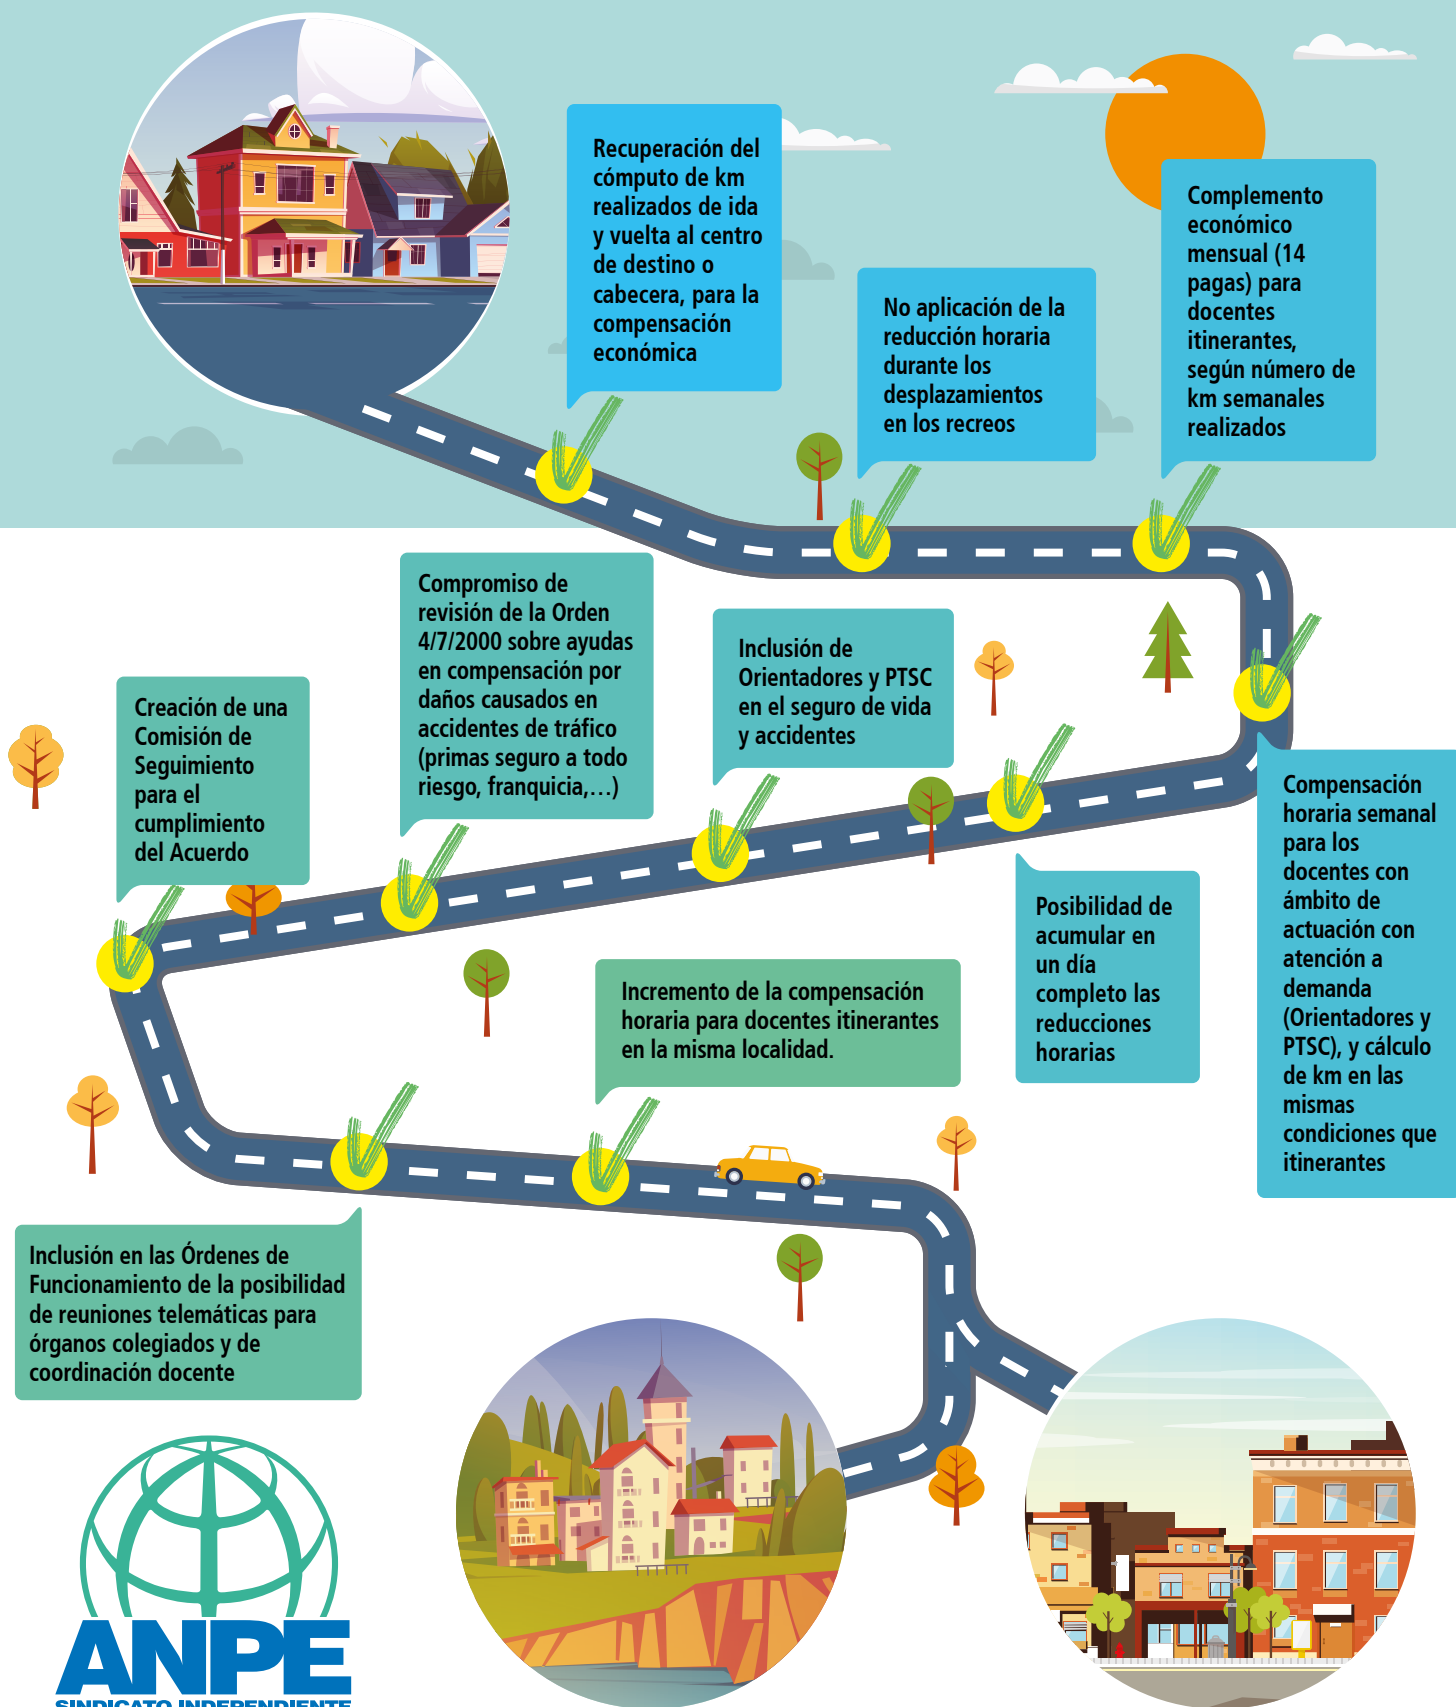 Recuperación del
cómputo de km
realizados de ida
y vuelta al centro
de destino o
cabecera, para la
compensación
económica
No aplicación de la
reducción horaria
durante los
desplazamientos
en los recreos
Complemento
económico
mensual (14
pagas) para
docentes
itinerantes,
según número de
km semanales
realizados
Compensación
horaria semanal
para los
docentes con
ámbito de
actuación con
atención a
demanda
(Orientadores y
PTSC), y cálculo
de km en las
mismas
condiciones que
itinerantes
Posibilidad de
acumular en
un día
completo las
reducciones
horarias
Inclusión de
Orientadores y PTSC
en el seguro de vida
y accidentes
Compromiso de
revisión de la Orden
4/7/2000 sobre ayudas
en compensación por
daños causados en
accidentes de tráfico
(primas seguro a todo
riesgo, franquicia,…)
Creación de una
Comisión de
Seguimiento
para el
cumplimiento
del Acuerdo
Inclusión en las Órdenes de
Funcionamiento de la posibilidad
de reuniones telemáticas para
órganos colegiados y de
coordinación docente
Incremento de la compensación
horaria para docentes itinerantes
en la misma localidad.
ANPE
SINDICATO INDEPENDIENTE